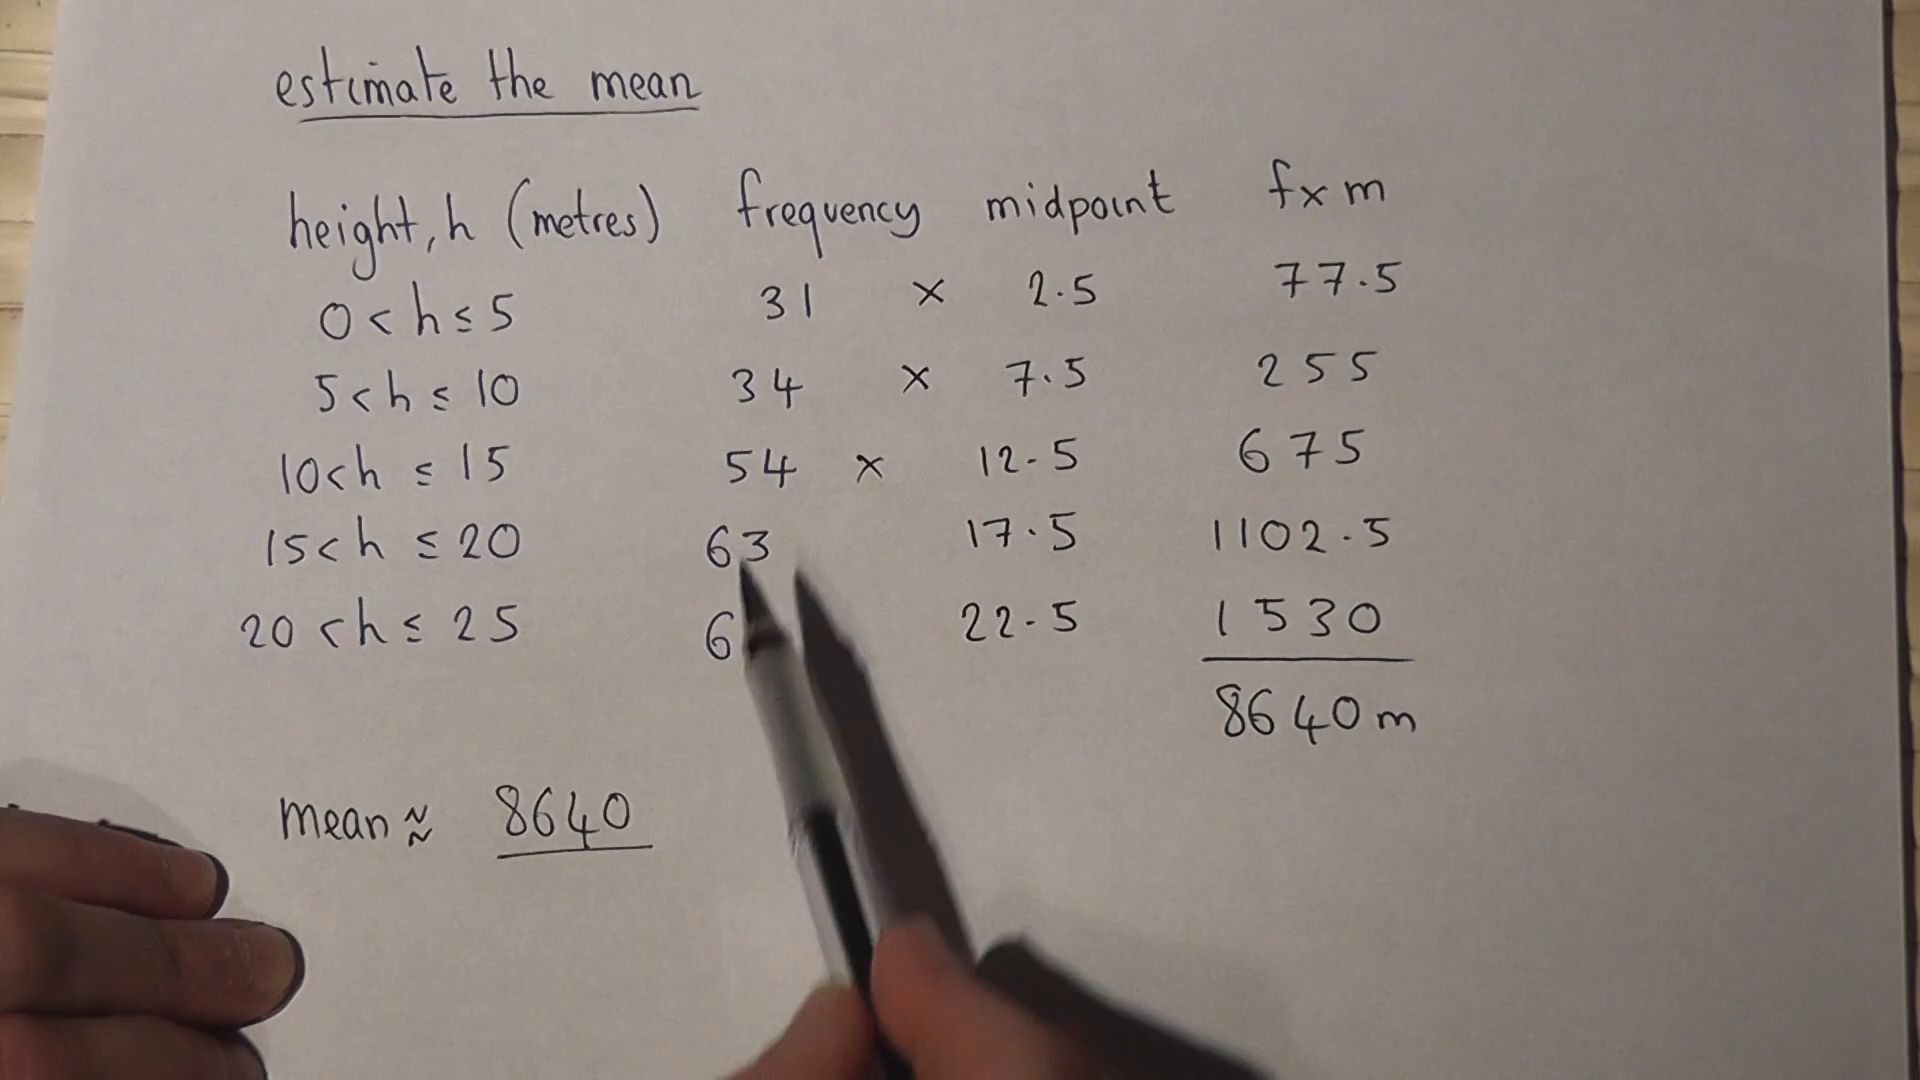 estimate the mean
height, h (metres) frequency midpoint f x m
0 < h ≤ 5 31 x 2.5 77.5
5 < h ≤ 10 34 x 7.5 255
10 < h ≤ 15 54 x 12.5 675
15 < h ≤ 20 63 17.5 1102.5
20 < h ≤ 25 6 22.5 1530
8640 m
mean ≈ 8640